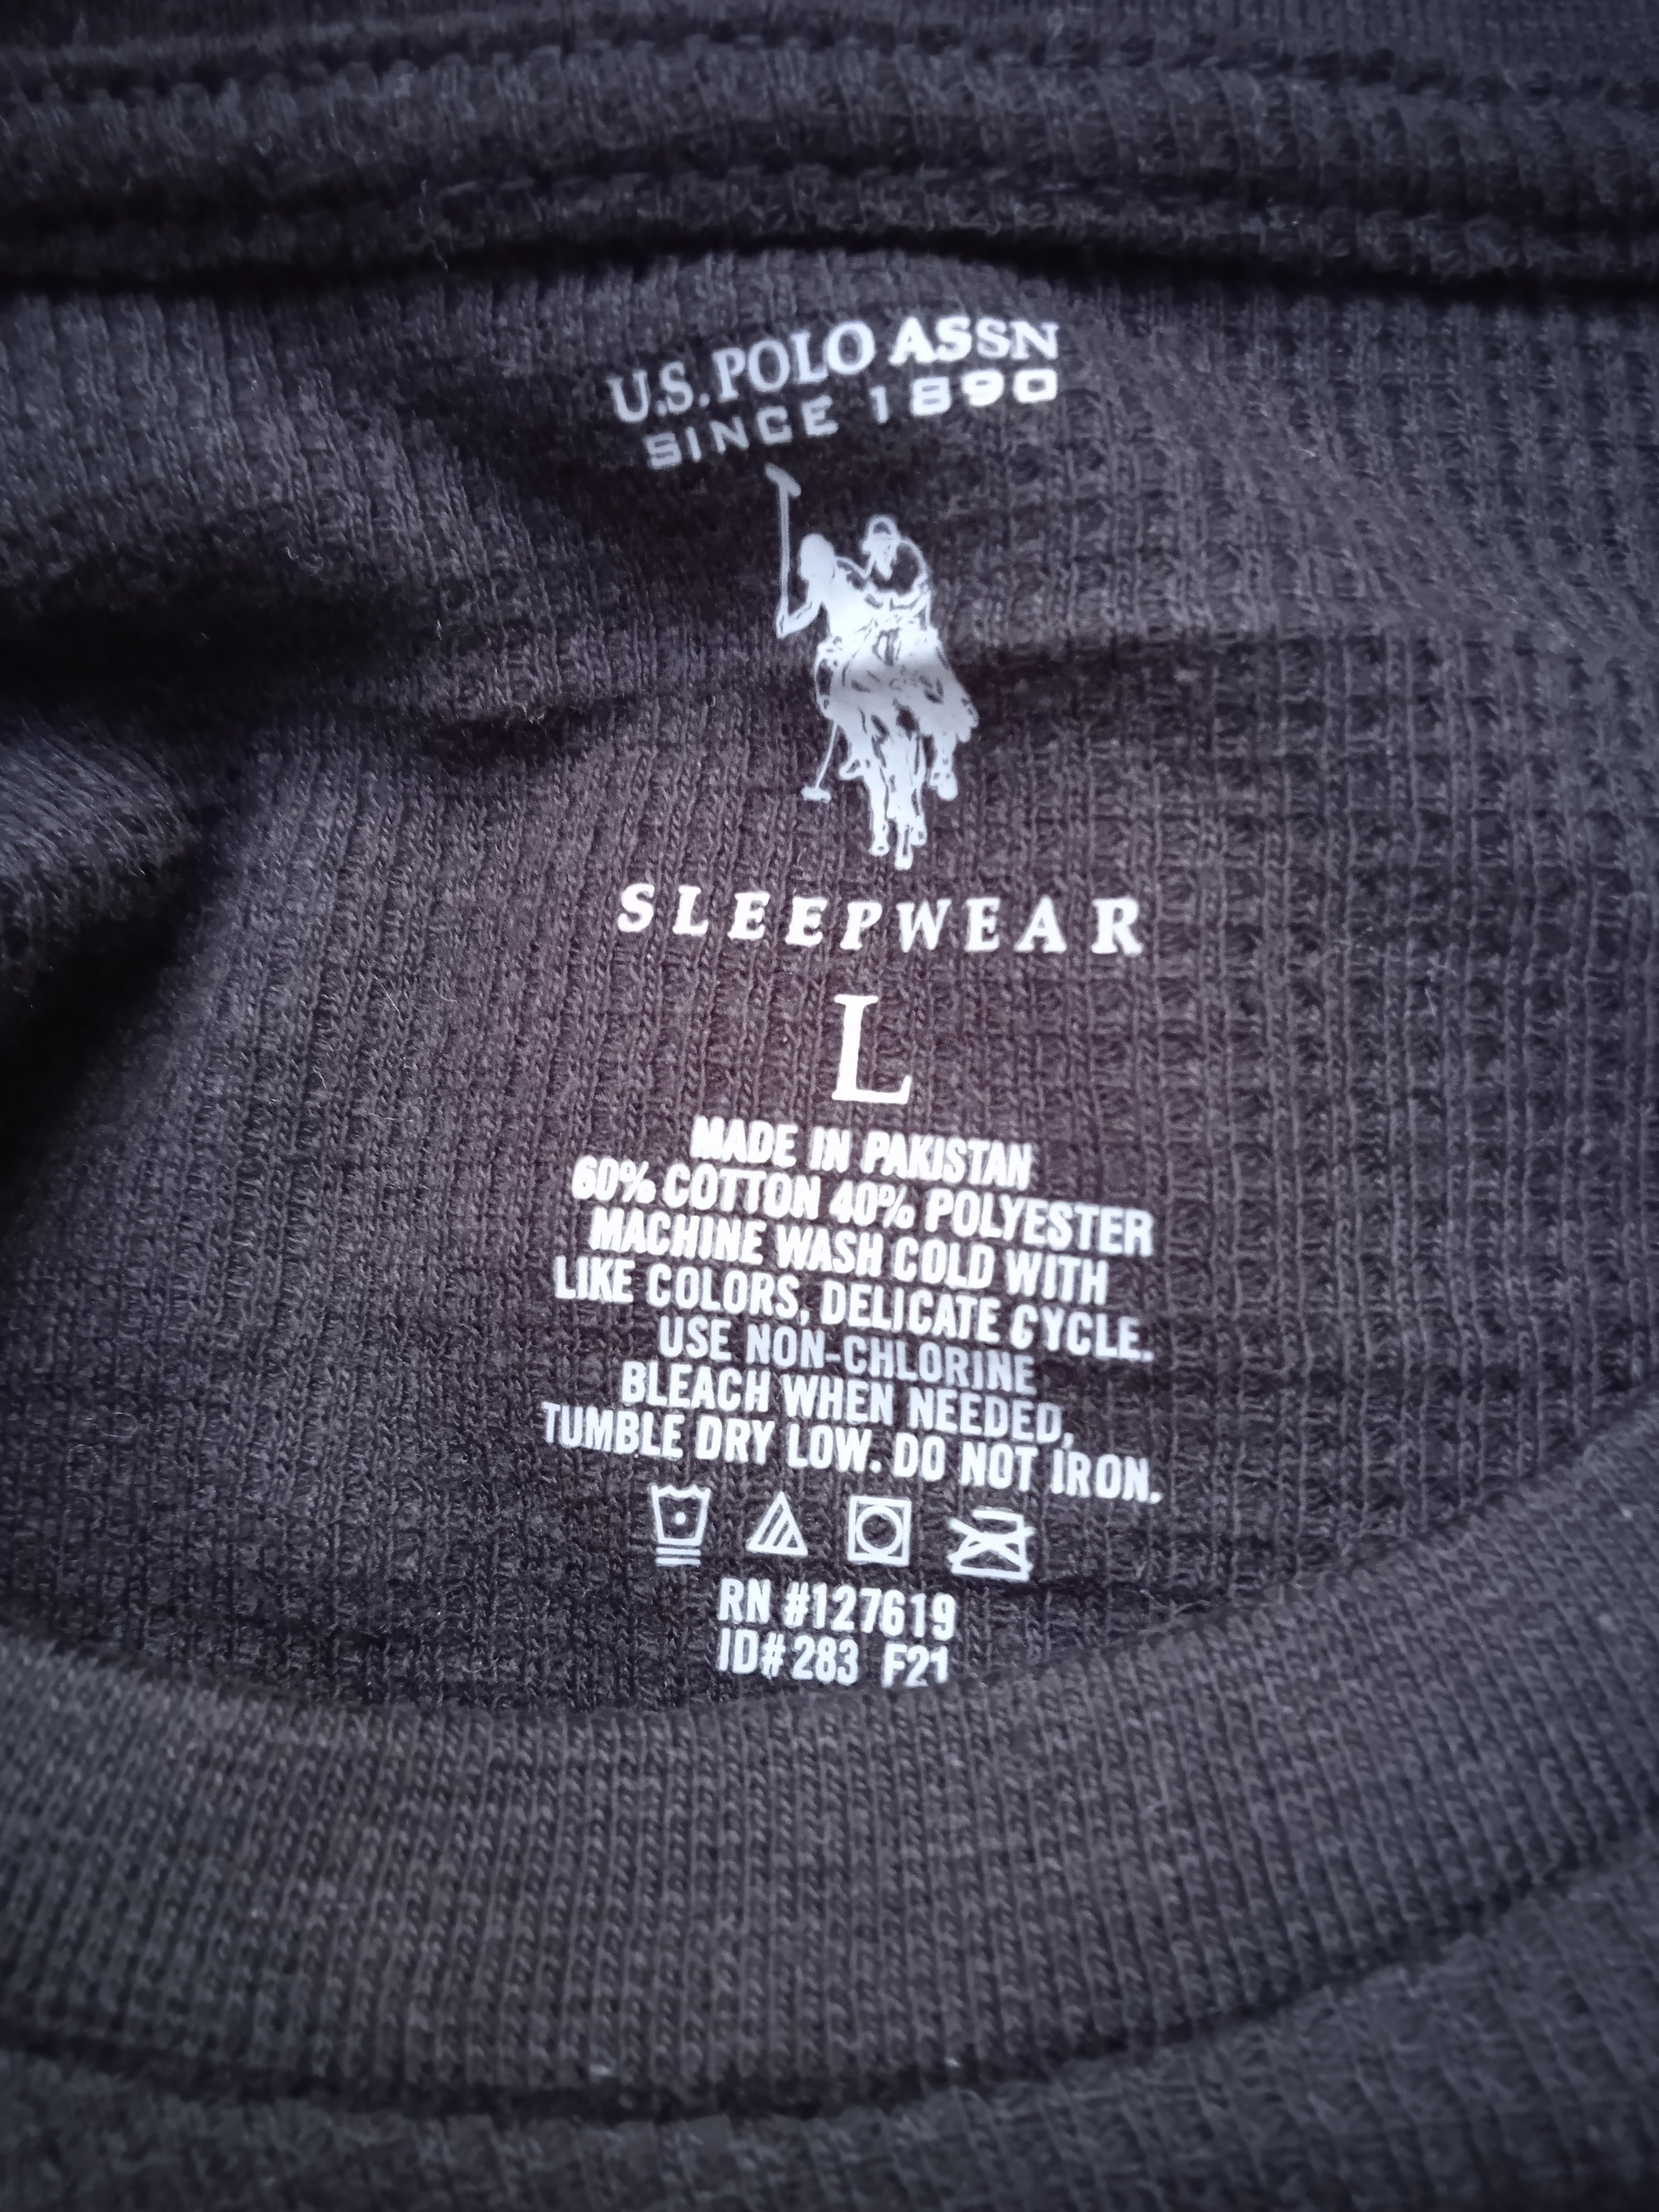 U.S. POLO ASSN
SINCE 1890
SLEEPWEAR
L
MADE IN PAKISTAN
60% COTTON 40% POLYESTER
MACHINE WASH COLD WITH
LIKE COLORS, DELICATE CYCLE.
USE NON-CHLORINE
BLEACH WHEN NEEDED,
TUMBLE DRY LOW. DO NOT IRON.
RN #127619
ID# 283 F21